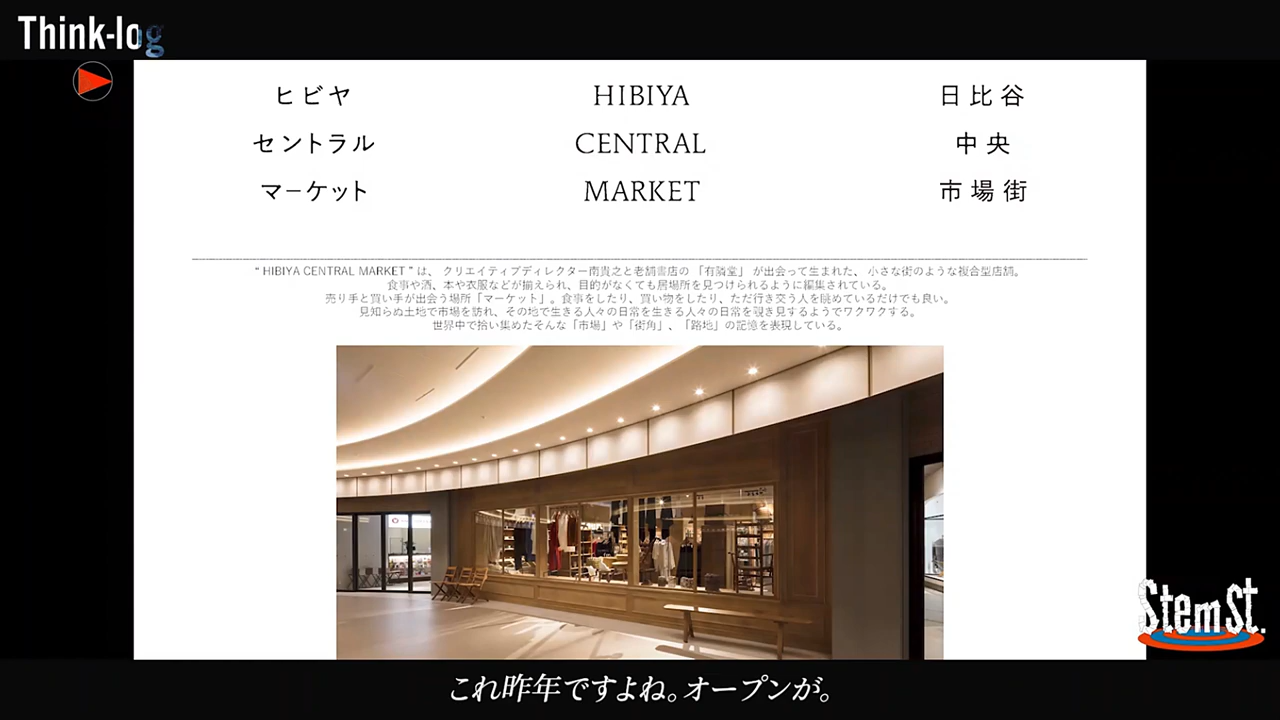 Think-log
ヒビヤ HIBIYA 日比谷
セントラル CENTRAL 中央
マーケット MARKET 市場街
“ HIBIYA CENTRAL MARKET ” は、 クリエイティブディレクター南貴之と老舗書店の 「有隣堂」 が出会って生まれた、 小さな街のような複合型店舗。
食事や酒、本や衣服などが揃えられ、目的がなくても居場所を見つけられるように編集されている。
売り手と買い手が出会う場所「マーケット」。食事をしたり、買い物をしたり、ただ行き交う人を眺めているだけでも良い。
見知らぬ土地で市場を訪れ、その地で生きる人々の日常を生きる人々の日常を覗き見するようでワクワクする。
世界中で拾い集めたそんな「市場」や「街角」、「路地」の記憶を表現している。
StemSt.
これ昨年ですよね。オープンが。